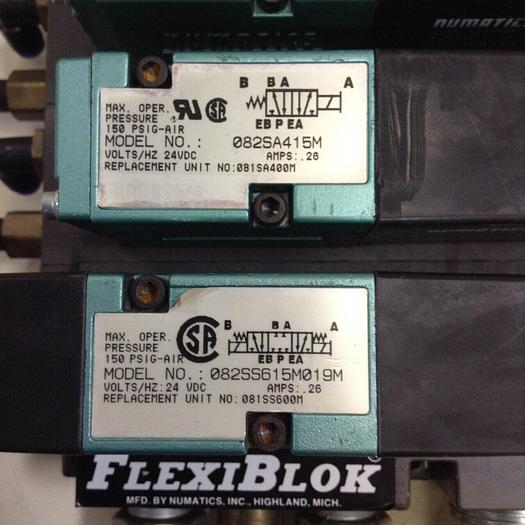 NUMATICS
NUMATIC
B B A A
MAX. OPER.
PRESSURE
150 PSIG-AIR
EB P EA
MODEL NO.: 082SA415M
VOLTS/HZ 24VDC AMPS:.26
REPLACEMENT UNIT NO:081SA400M
B B A A
MAX. OPER.
PRESSURE
150 PSIG-AIR
SA
EB P EA
MODEL NO.: 082SS615M019M
VOLTS/HZ:24 VDC AMPS:.26
REPLACEMENT UNIT NO:081SS600M
FLEXIBLOK
MFD. BY NUMATICS, INC., HIGHLAND, MICH.